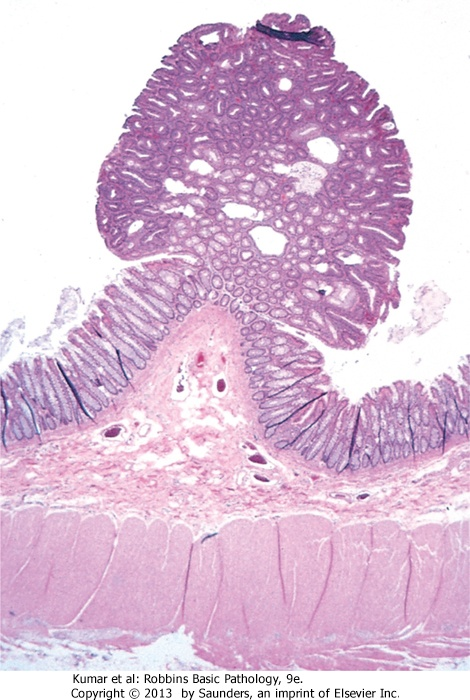 Kumar et al: Robbins Basic Pathology, 9e.
Copyright © 2013 by Saunders, an imprint of Elsevier Inc.